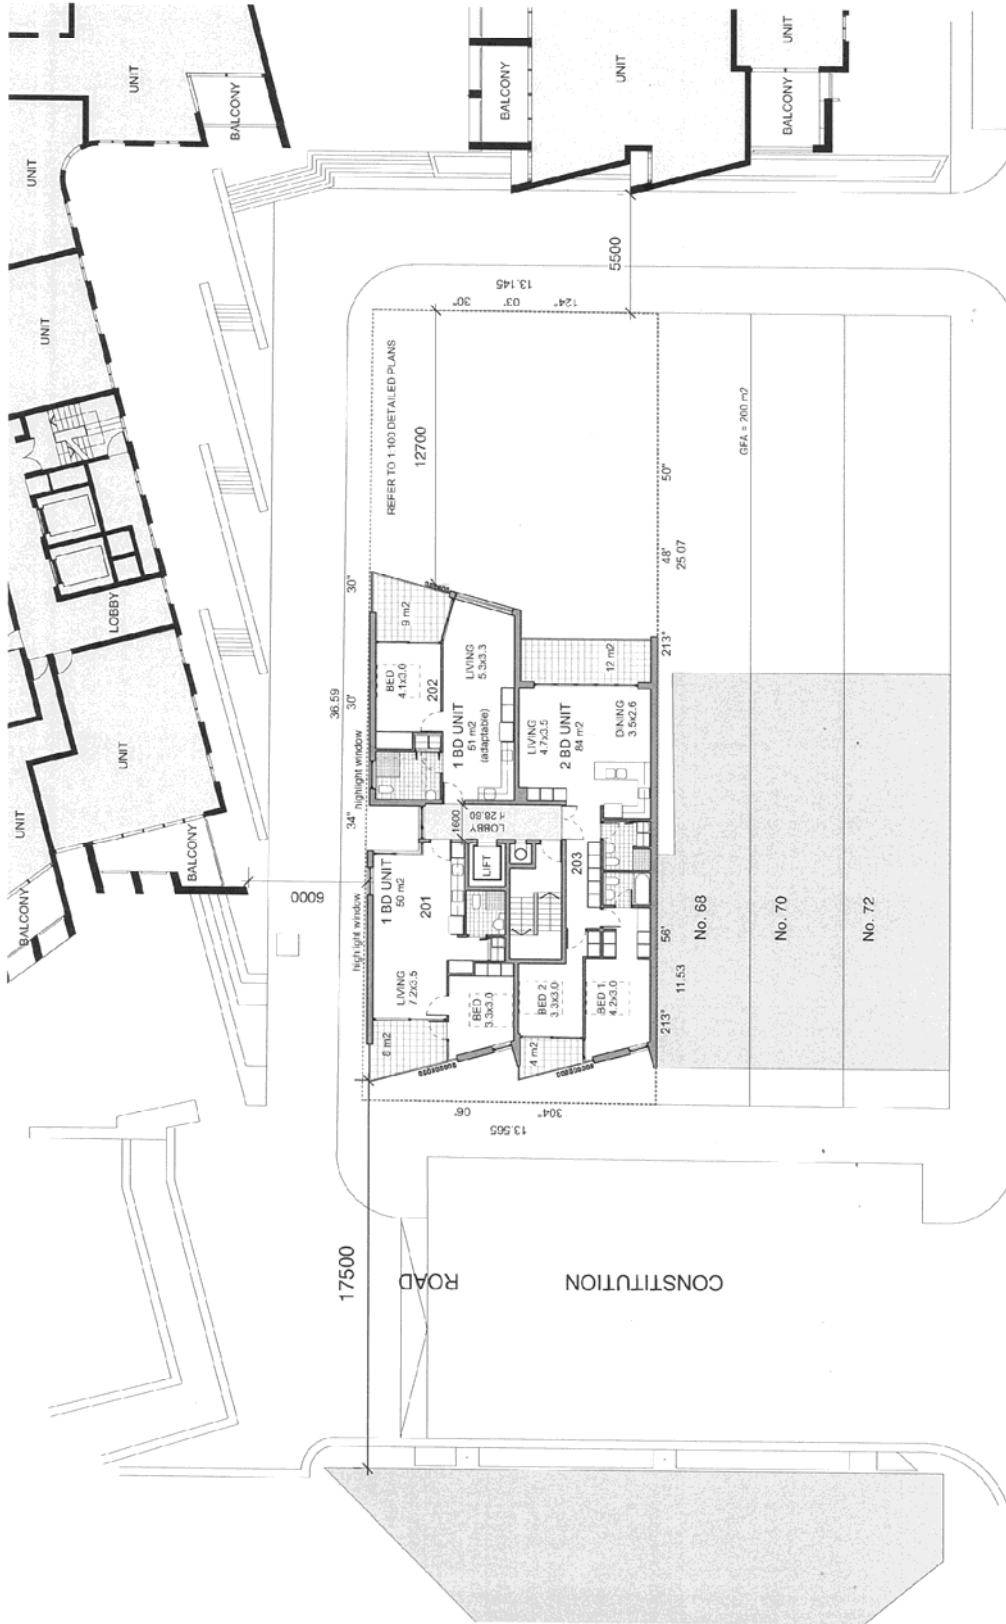 UNIT
BALCONY
UNIT
UNIT
LOBBY
UNIT
UNIT
BALCONY
BALCONY
BALCONY
UNIT
BALCONY
UNIT
5500
13.145
124° 03' 30"
REFER TO 1:100 DETAILED PLANS
12700
GFA = 200 m2
36.59
34° 30' 30"
highlight window
highlight window
6000
9 m2
BED
4.1x3.0
202
LIVING
5.3x3.3
1 BD UNIT
51 m2
(adaptable)
12 m2
LIVING
4.7x3.5
2 BD UNIT
84 m2
DINING
3.5x2.6
213° 48' 50"
25.07
1600
LOBBY
LIFT
203
1 BD UNIT
50 m2
201
LIVING
7.2x3.5
BED
3.3x3.0
BED 2
3.3x3.0
BED 1
4.2x3.0
4 m2
213° 56'
11.53
No. 68
No. 70
No. 72
304° 06'
13.565
17500
CONSTITUTION ROAD